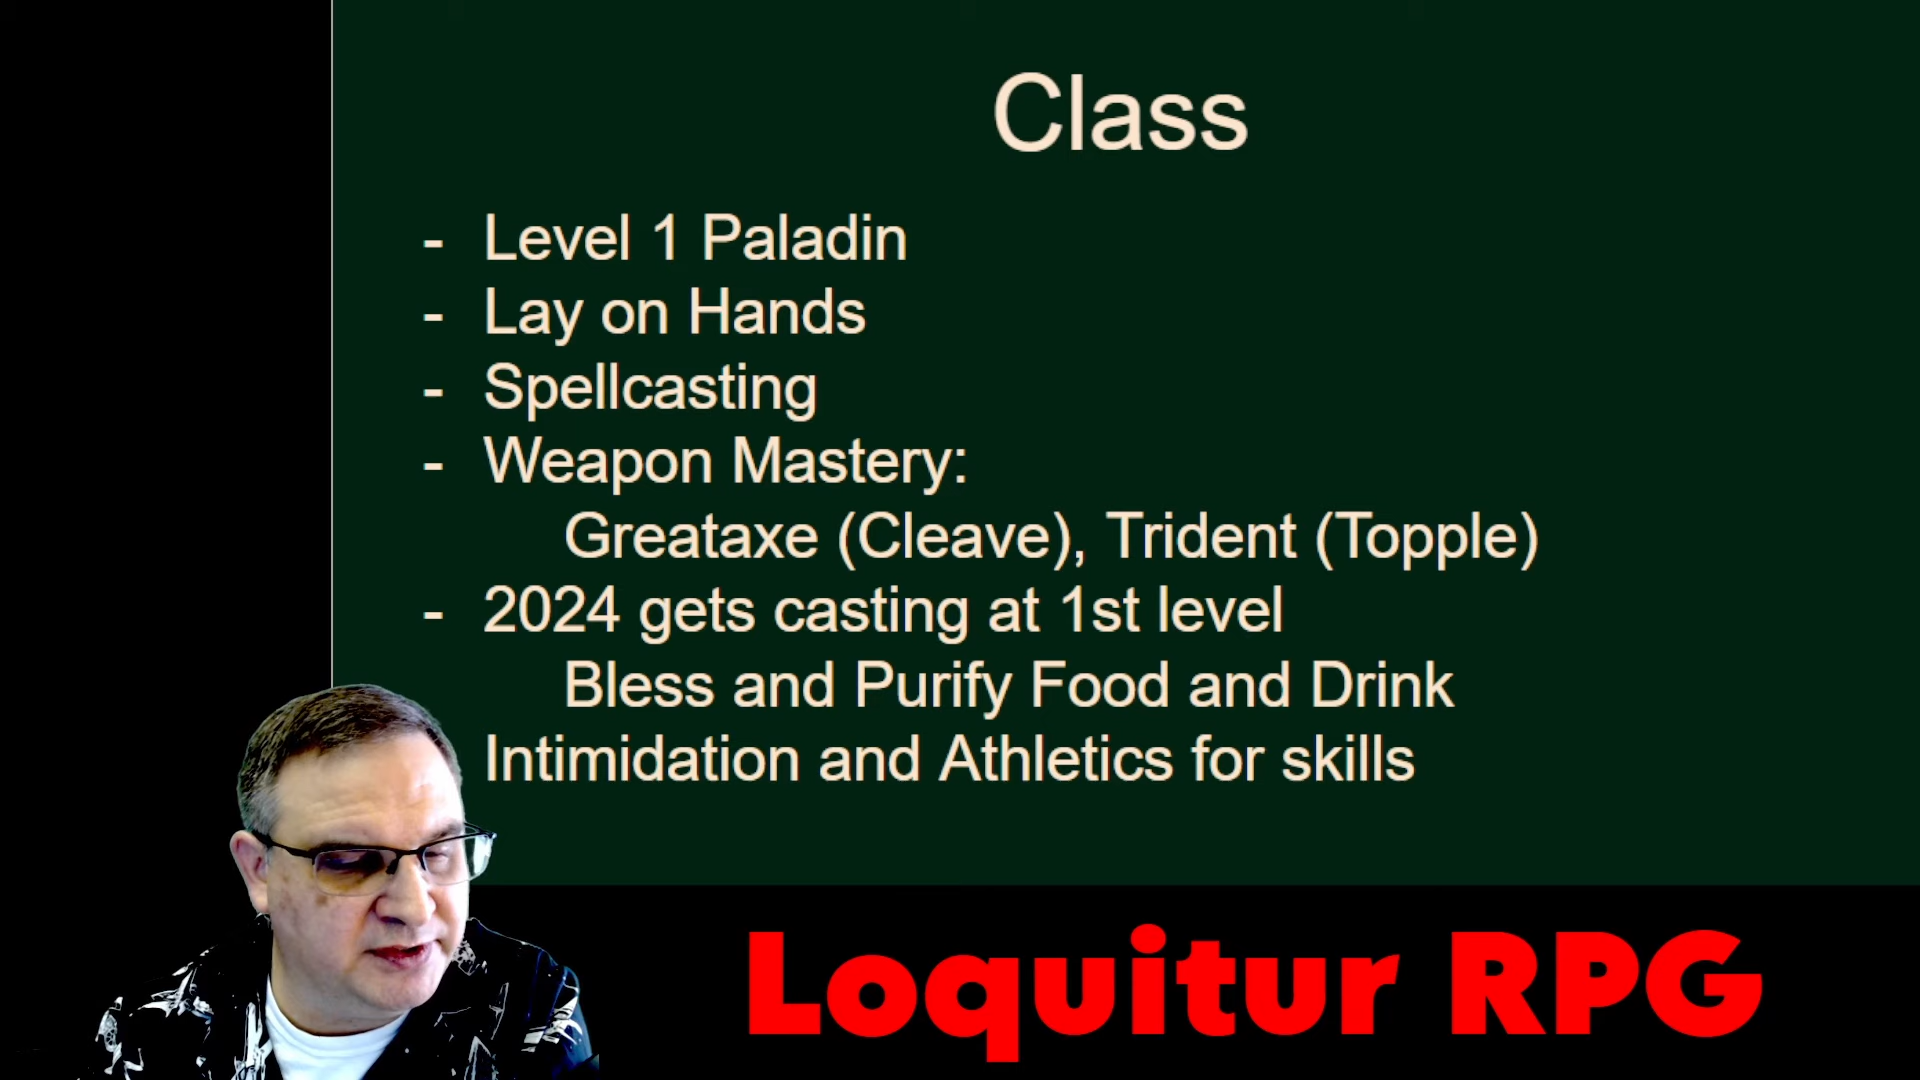 Class
- Level 1 Paladin
- Lay on Hands
- Spellcasting
- Weapon Mastery:
Greataxe (Cleave), Trident (Topple)
- 2024 gets casting at 1st level
Bless and Purify Food and Drink
Intimidation and Athletics for skills
Loquitur RPG